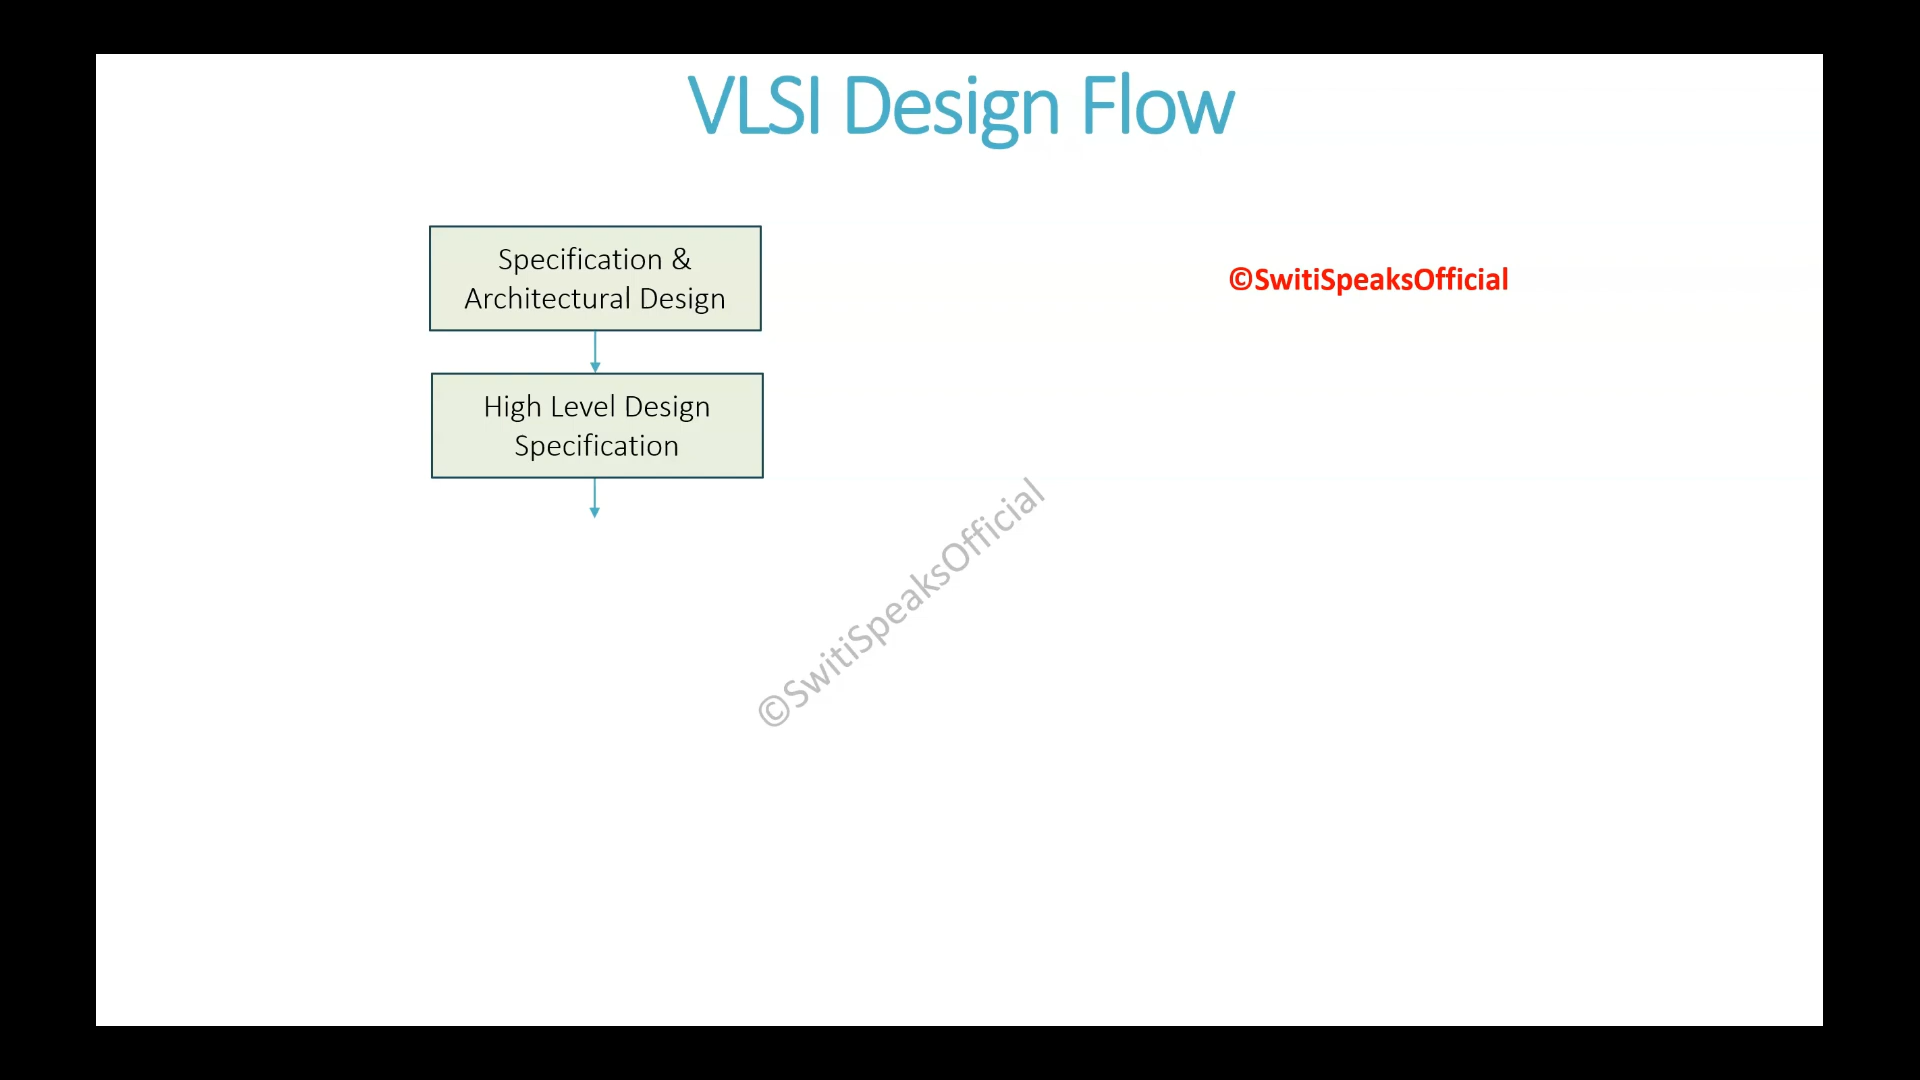 VLSI Design Flow
Specification &
Architectural Design
©SwitiSpeaksOfficial
High Level Design
Specification
©SwitiSpeaksOfficial